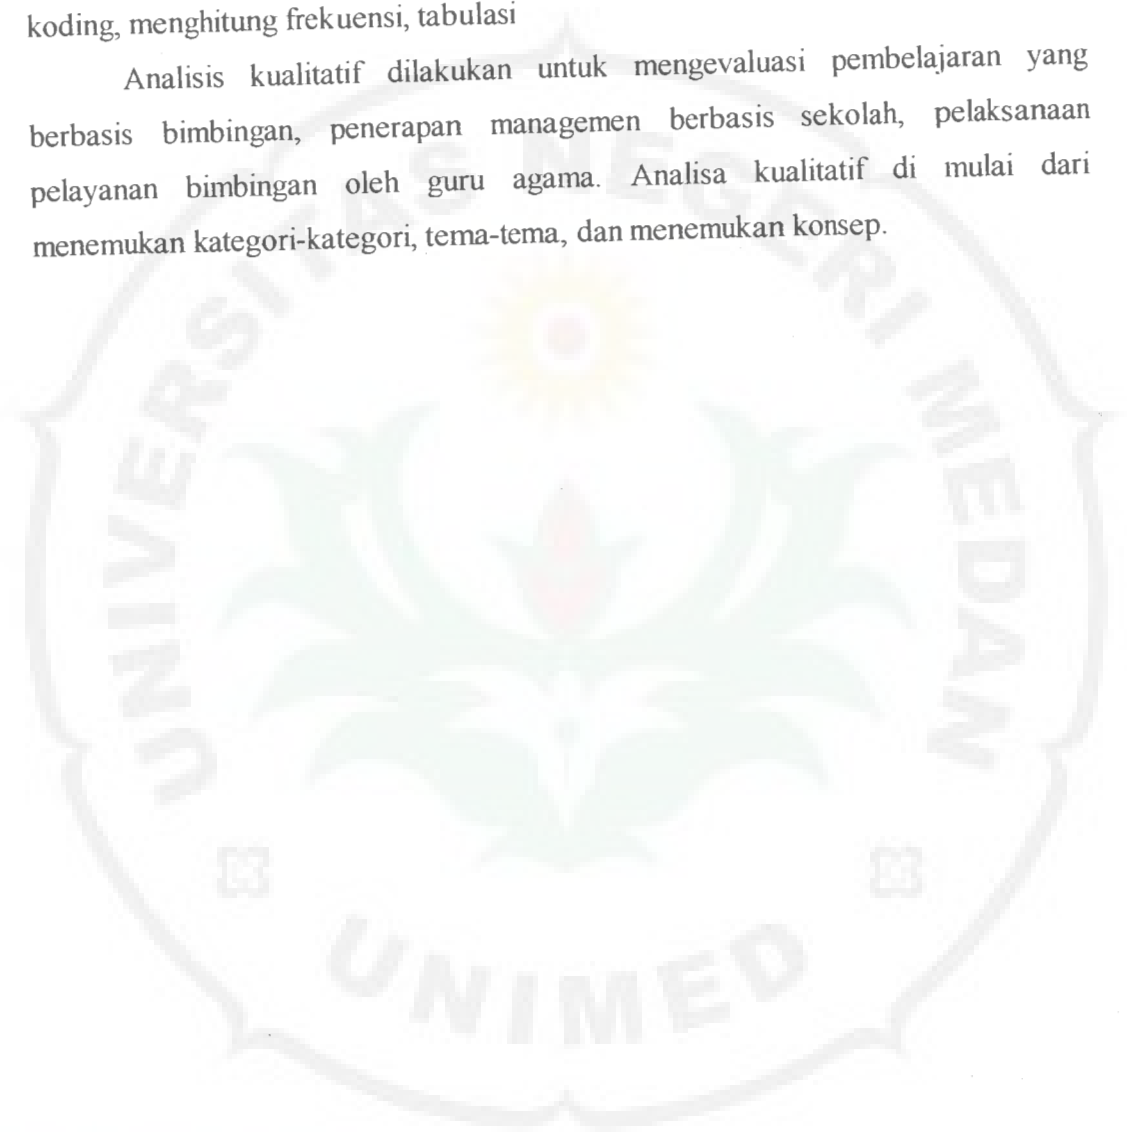 koding, menghitung frekuensi, tabulasi
Analisis kualitatif dilakukan untuk mengevaluasi pembelajaran yang
berbasis bimbingan, penerapan managemen berbasis sekolah, pelaksanaan
pelayanan bimbingan oleh guru agama. Analisa kualitatif di mulai dari
menemukan kategori-kategori, tema-tema, dan menemukan konsep.
UNIVERSITAS NEGERI MEDAN
UNIMED